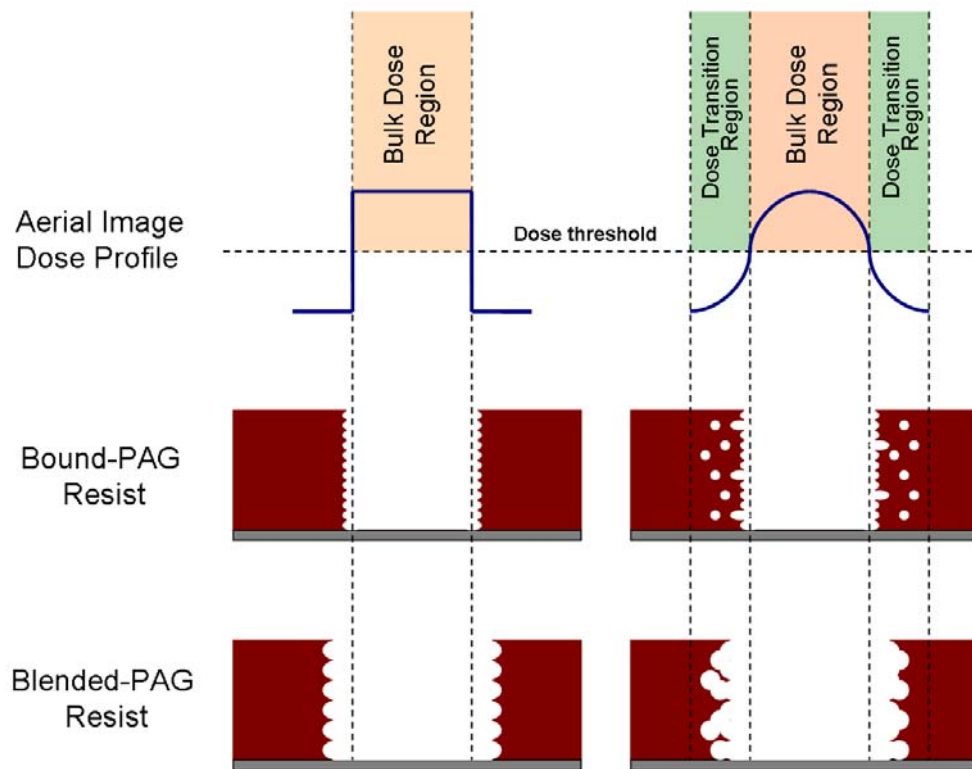 Bulk Dose
Region
Dose Transition
Region
Bulk Dose
Region
Dose Transition
Region
Aerial Image
Dose Profile
Dose threshold
Bound-PAG
Resist
Blended-PAG
Resist